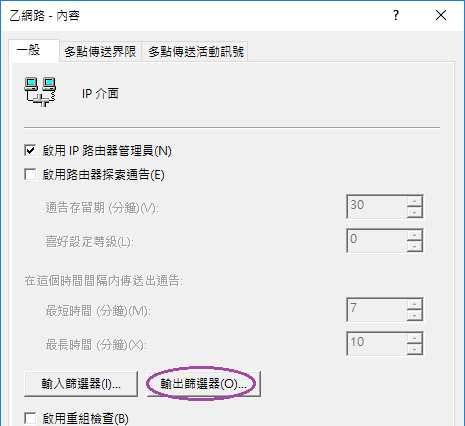 乙網路 - 內容
一般 多點傳送界限 多點傳送活動訊號
IP 介面
啟用 IP 路由器管理員(N)
啟用路由器探索通告(E)
通告存留期 (分鐘)(V): 30
喜好設定等級(L): 0
在這個時間間隔內傳送出通告:
最短時間 (分鐘)(M): 7
最長時間 (分鐘)(X): 10
輸入篩選器(I)... 輸出篩選器(O)...
啟用重組檢查(B)